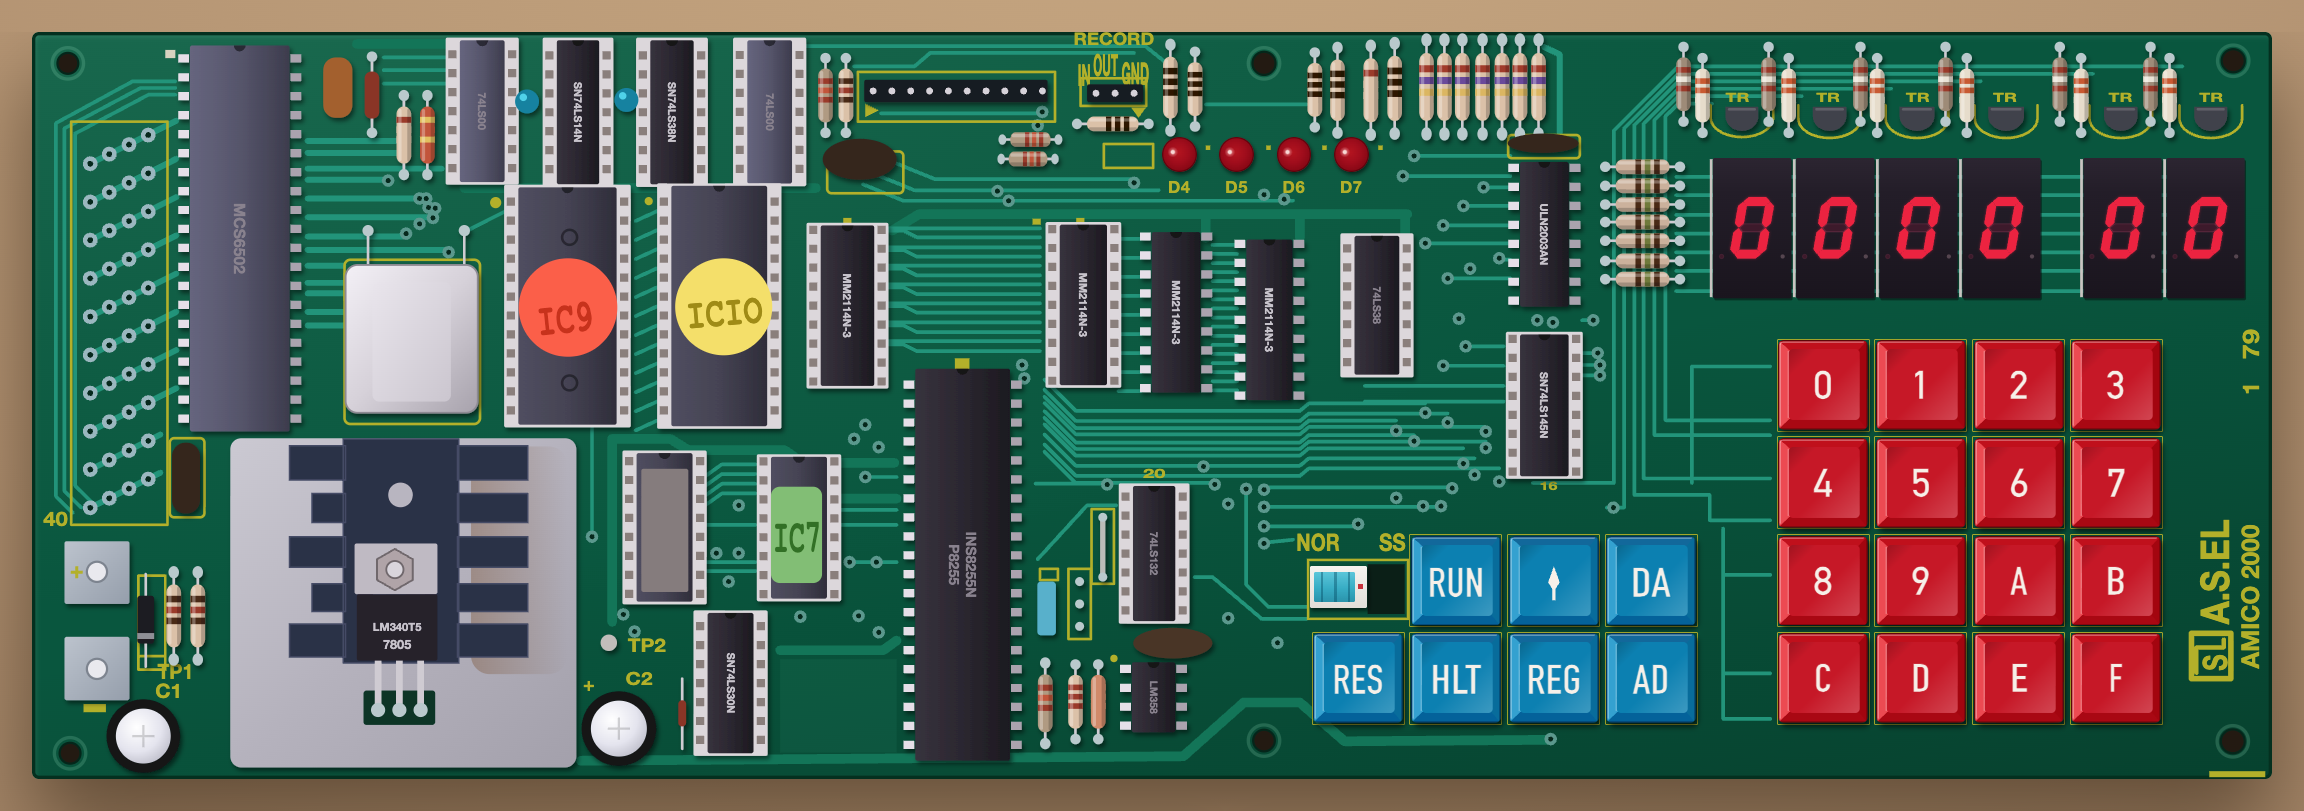 RECORD
IN OUT GND
MCS6502
74LS00
SN74LS14N
SN74LS38N
74LS00
D4
D5
D6
D7
TR
TR
TR
TR
TR
TR
ULN2003AN
0 0 0 0 0 0
IC9
IC10
MM2114N-3
MM2114N-3
MM2114N-3
MM2114N-3
74LS38
SN74LS145N
16
79
1
0 1 2 3
4 5 6 7
8 9 A B
C D E F
40
+
LM340T5
7805
TP1
C1
TP2
+
C2
IC7
SN74LS30N
INS8255N
P8255
20
74LS132
LM358
NOR SS
RUN DA
RES HLT REG AD
SL A.S.EL
AMICO 2000